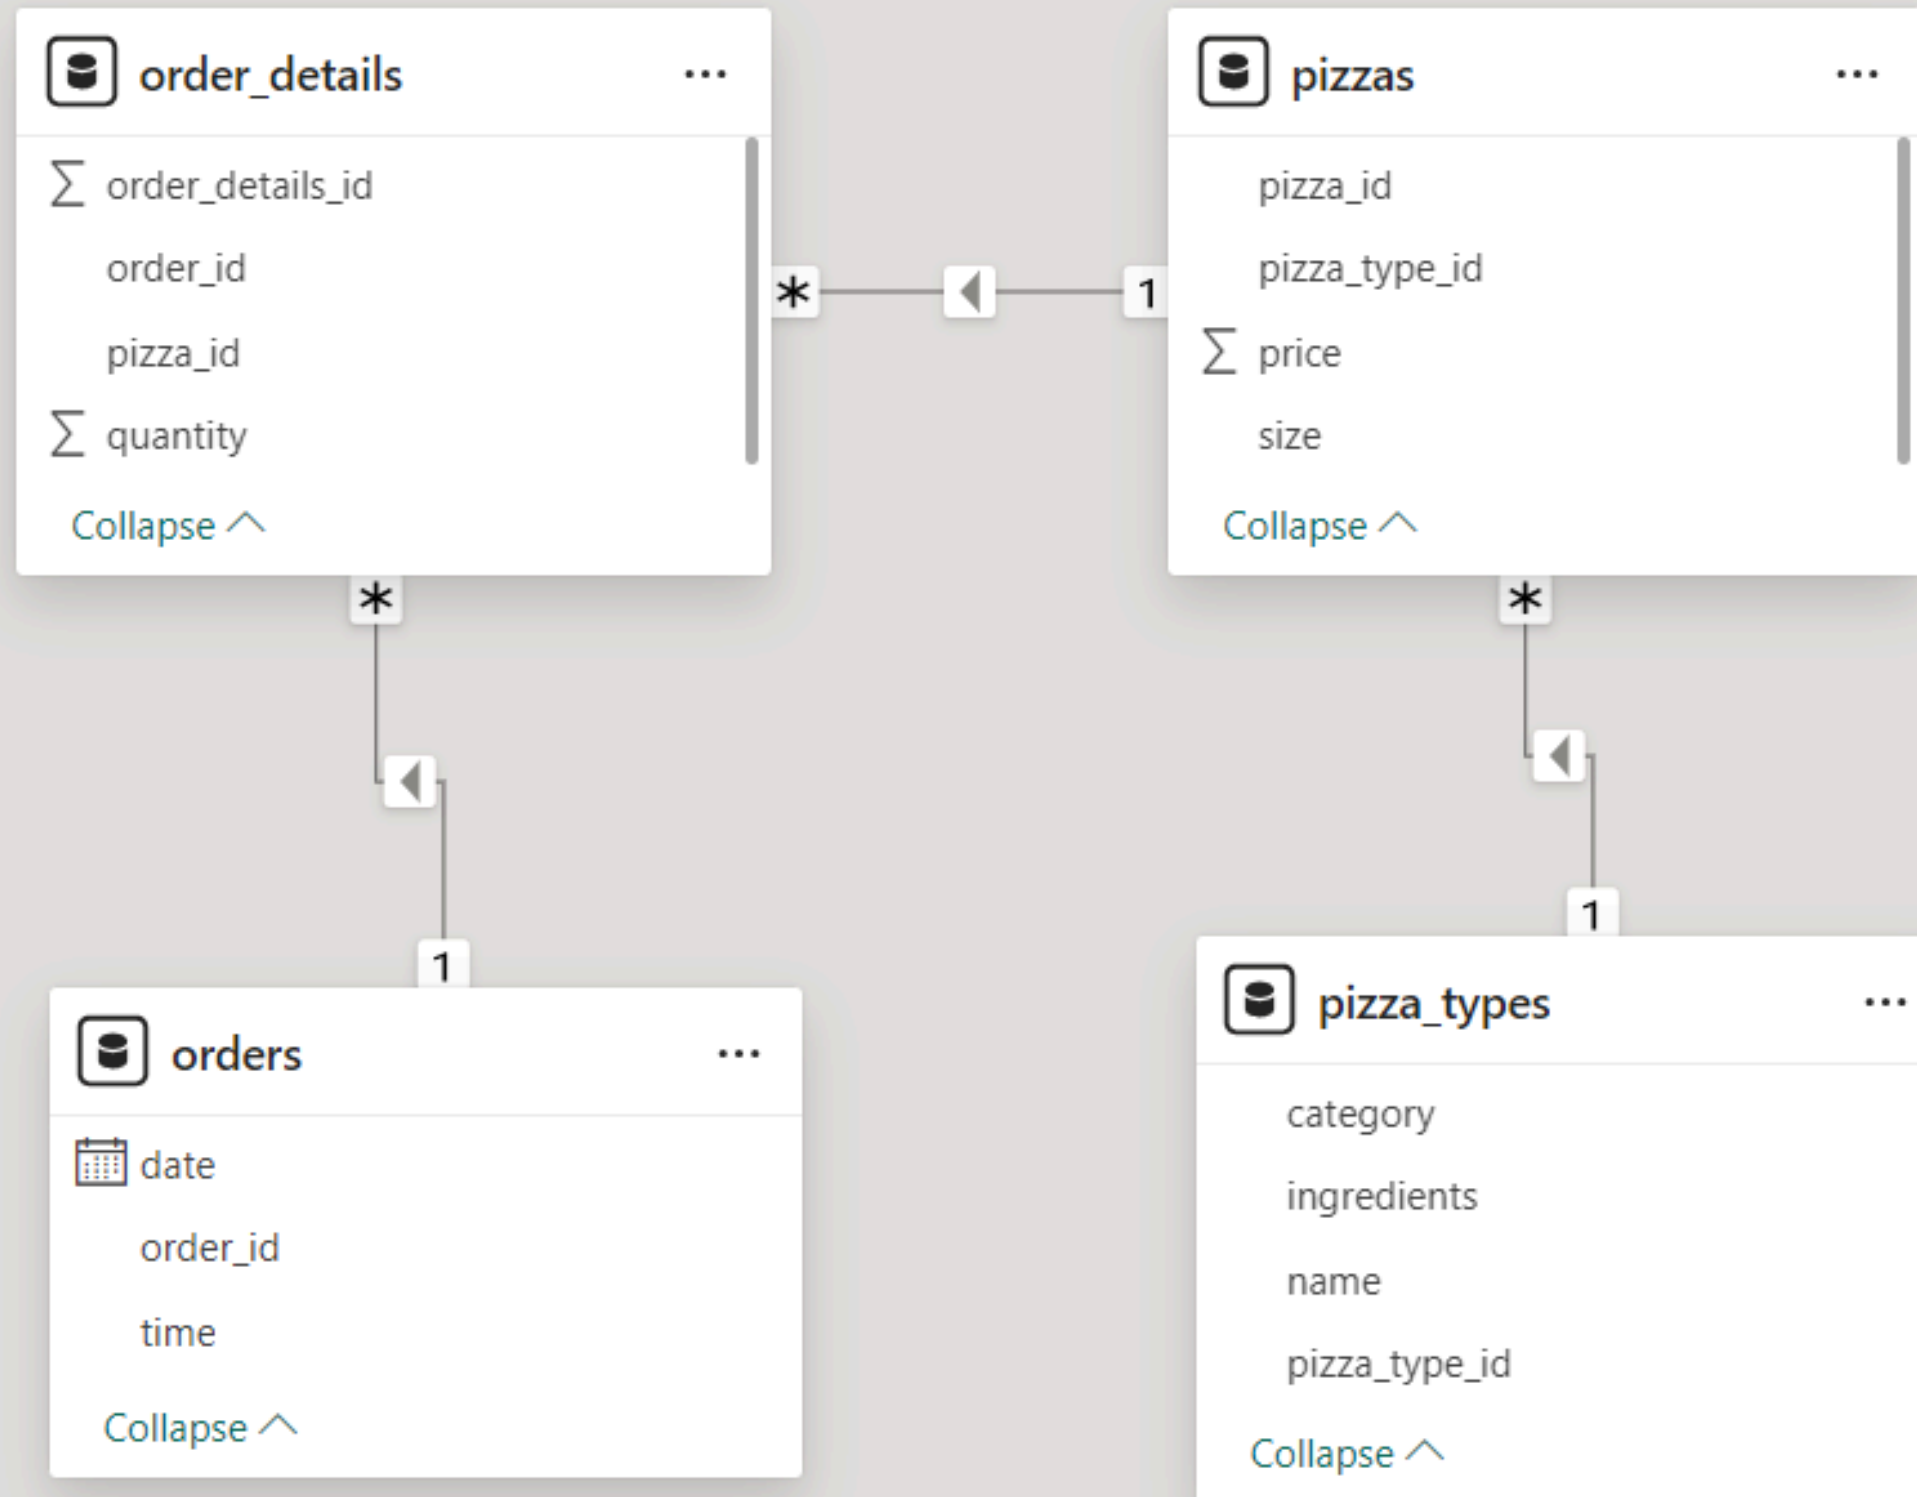 order_details
order_details_id
order_id
pizza_id
quantity
Collapse
pizzas
pizza_id
pizza_type_id
price
size
Collapse
* 1
*
1
*
1
orders
date
order_id
time
Collapse
pizza_types
category
ingredients
name
pizza_type_id
Collapse